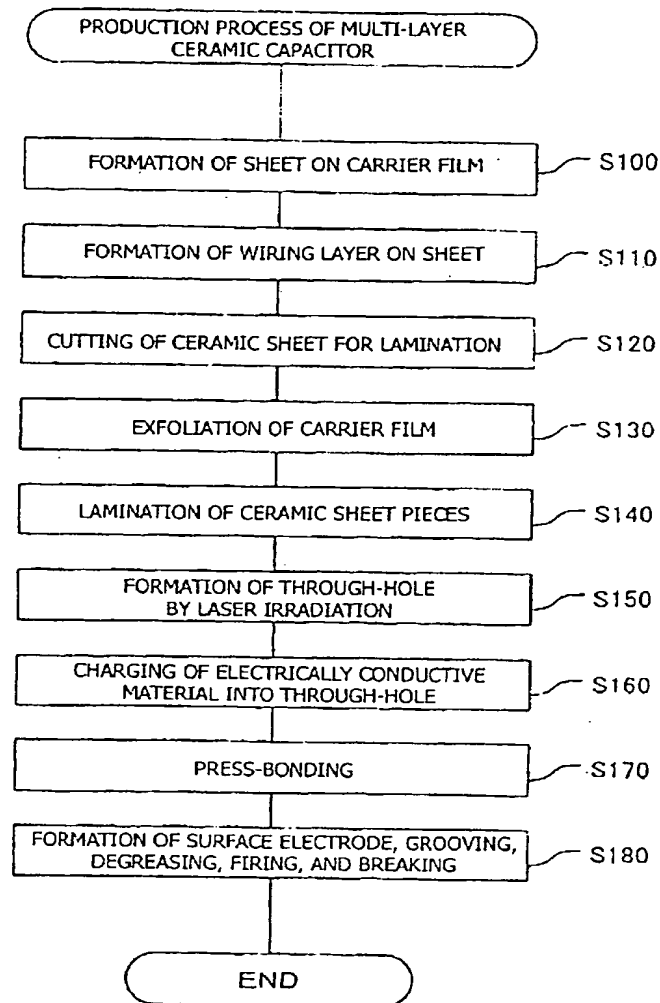 PRODUCTION PROCESS OF MULTI-LAYER
CERAMIC CAPACITOR
FORMATION OF SHEET ON CARRIER FILM
S100
FORMATION OF WIRING LAYER ON SHEET
S110
CUTTING OF CERAMIC SHEET FOR LAMINATION
S120
EXFOLIATION OF CARRIER FILM
S130
LAMINATION OF CERAMIC SHEET PIECES
S140
FORMATION OF THROUGH-HOLE
BY LASER IRRADIATION
S150
CHARGING OF ELECTRICALLY CONDUCTIVE
MATERIAL INTO THROUGH-HOLE
S160
PRESS-BONDING
S170
FORMATION OF SURFACE ELECTRODE, GROOVING,
DEGREASING, FIRING, AND BREAKING
S180
END